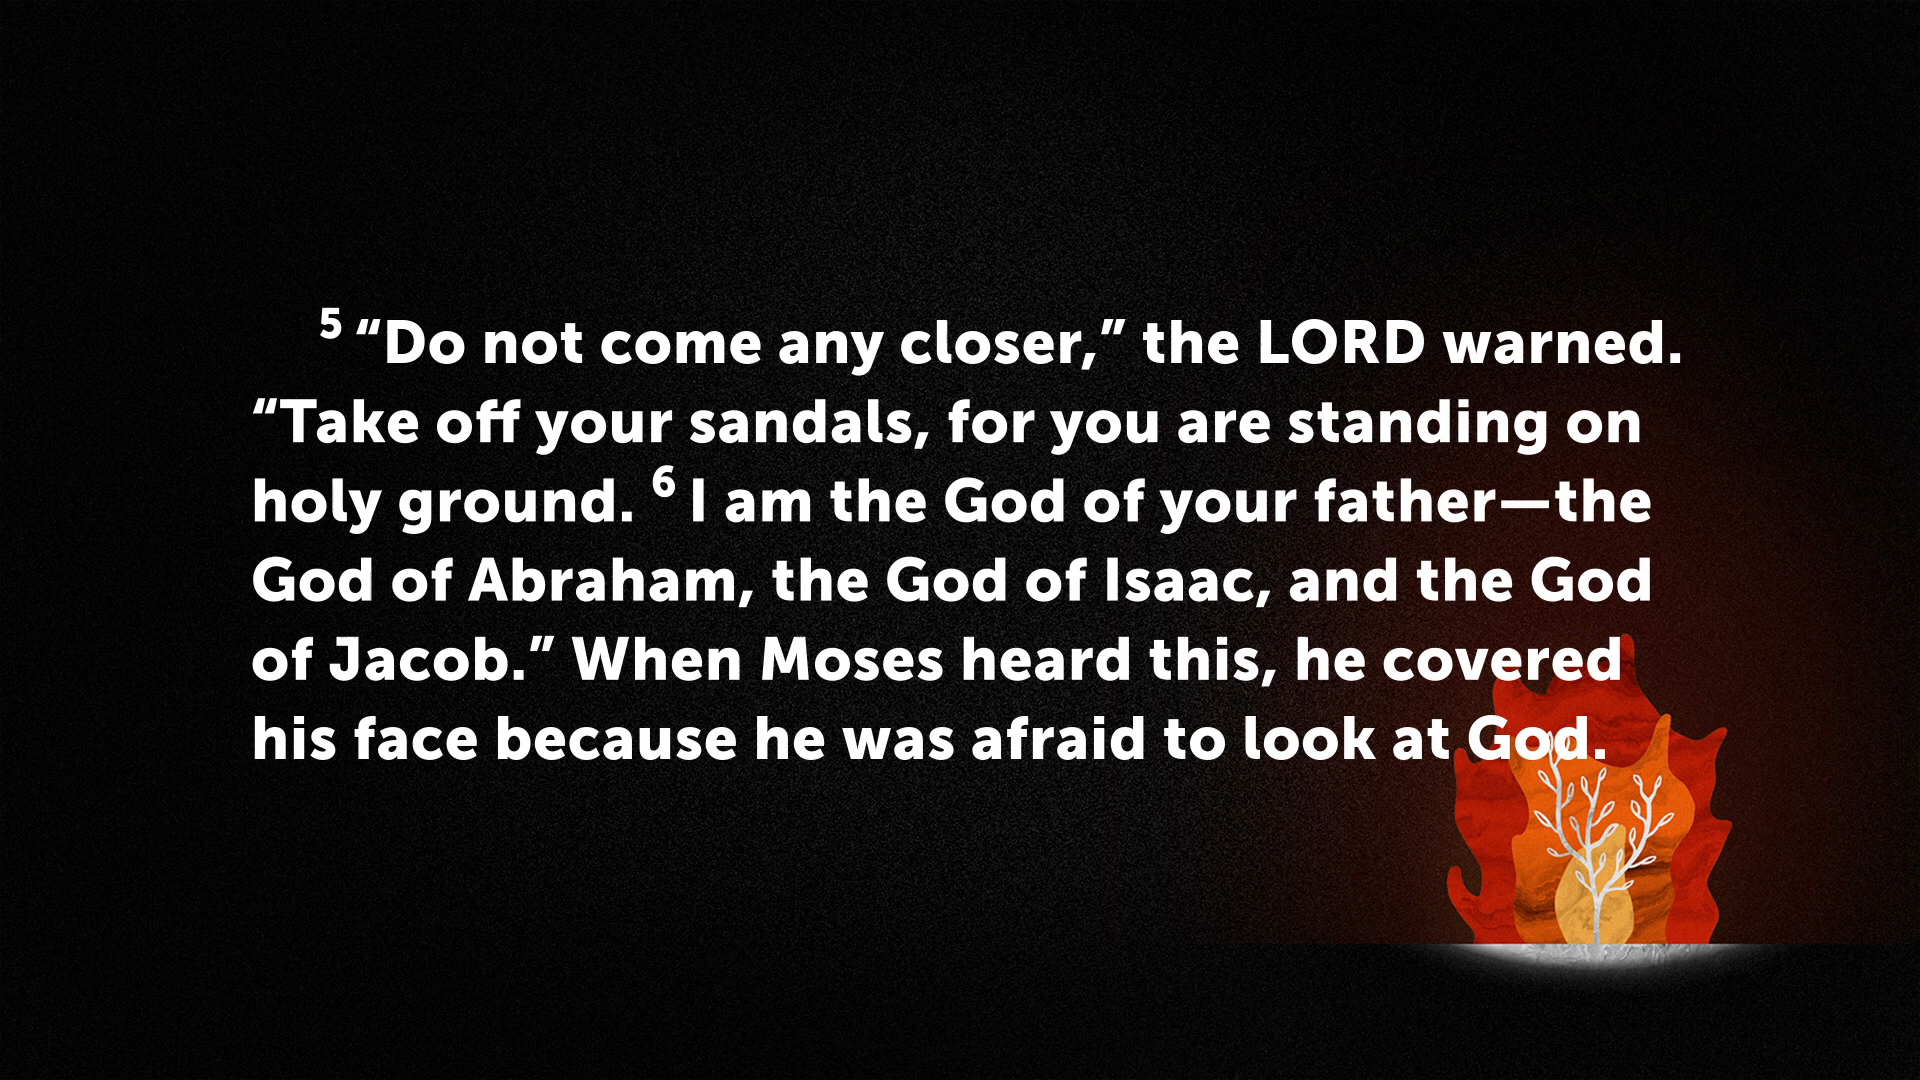 5 “Do not come any closer,” the LORD warned.
“Take off your sandals, for you are standing on
holy ground. 6 I am the God of your father—the
God of Abraham, the God of Isaac, and the God
of Jacob.” When Moses heard this, he covered
his face because he was afraid to look at God.